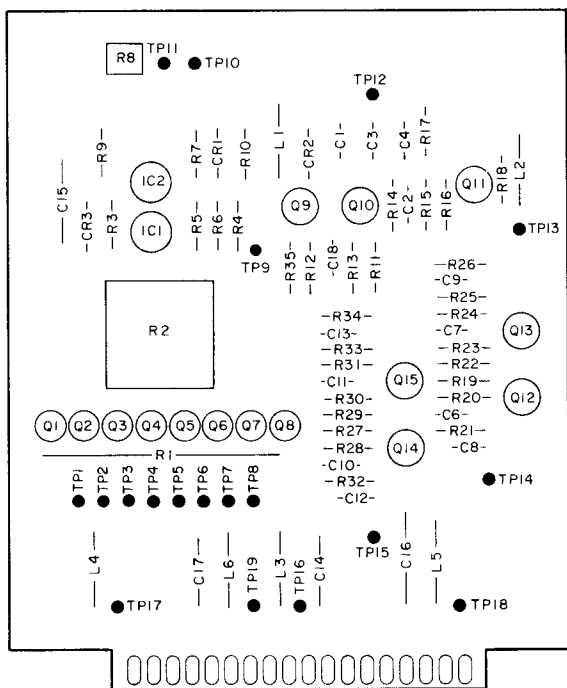 R8
TP11
TP10
TP12
R9
R7
CR1
R10
L1
CR2
C1
C3
C4
R17
C15
CR3
R3
IC2
IC1
R5
R6
R4
Q9
Q10
R14
C2
R15
R16
Q11
R18
L2
TP13
TP9
R35
R12
C18
R13
R11
R2
R34
C13
R33
R31
C11
R30
R29
R27
R28
C10
R32
C12
Q15
Q14
R26
C9
R25
R24
C7
R23
R22
R19
R20
C6
R21
C8
Q13
Q12
Q1 Q2 Q3 Q4 Q5 Q6 Q7 Q8
R1
TP1 TP2 TP3 TP4 TP5 TP6 TP7 TP8
TP14
TP15
L4
C17
L6
TP19
L3
TP16
C14
C16
L5
TP17
TP18